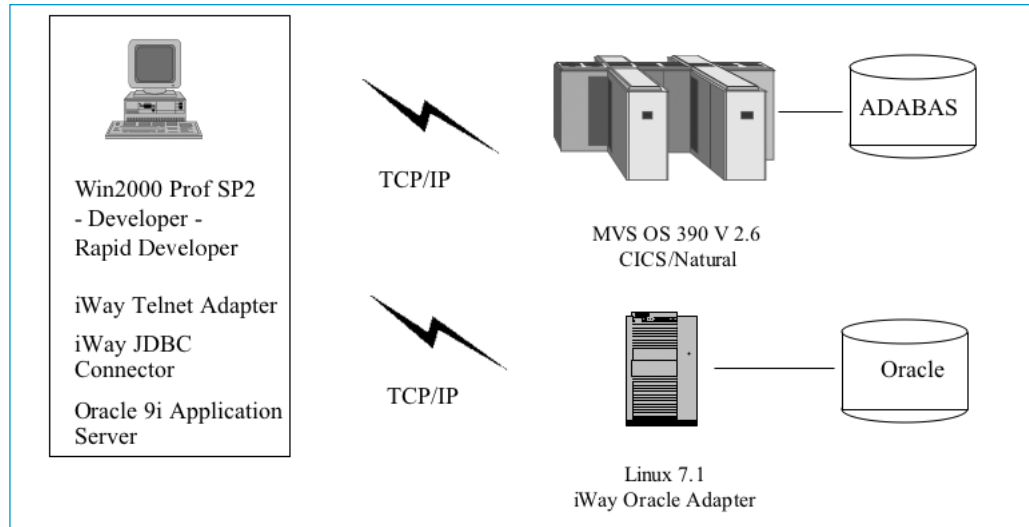 Win2000 Prof SP2
- Developer -
Rapid Developer
iWay Telnet Adapter
iWay JDBC
Connector
Oracle 9i Application
Server
TCP/IP
MVS OS 390 V 2.6
CICS/Natural
ADABAS
TCP/IP
Linux 7.1
iWay Oracle Adapter
Oracle